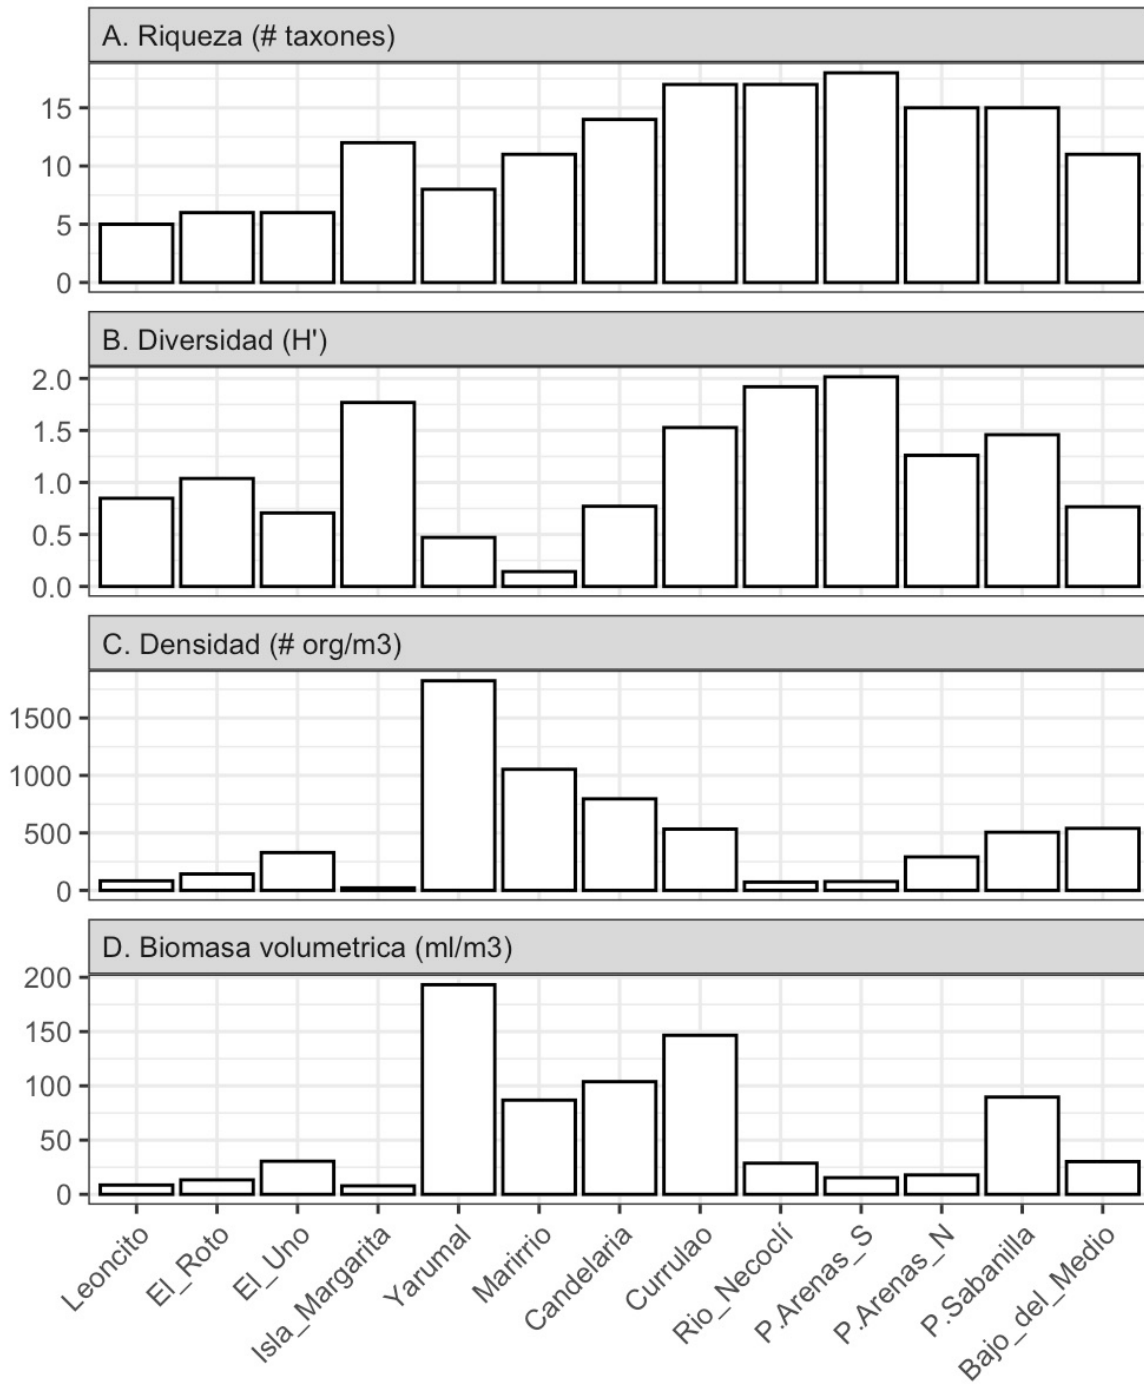 A. Riqueza (# taxones)
15
10
5
0
B. Diversidad (H')
2.0
1.5
1.0
0.5
0.0
C. Densidad (# org/m3)
1500
1000
500
0
D. Biomasa volumetrica (ml/m3)
200
150
100
50
0
Leoncito
El_Roto
El_Uno
Isla_Margarita
Yarumal
Marirrio
Candelaria
Currulao
Rio_Necoclí
P.Arenas_S
P.Arenas_N
P.Sabanilla
Bajo_del_Medio